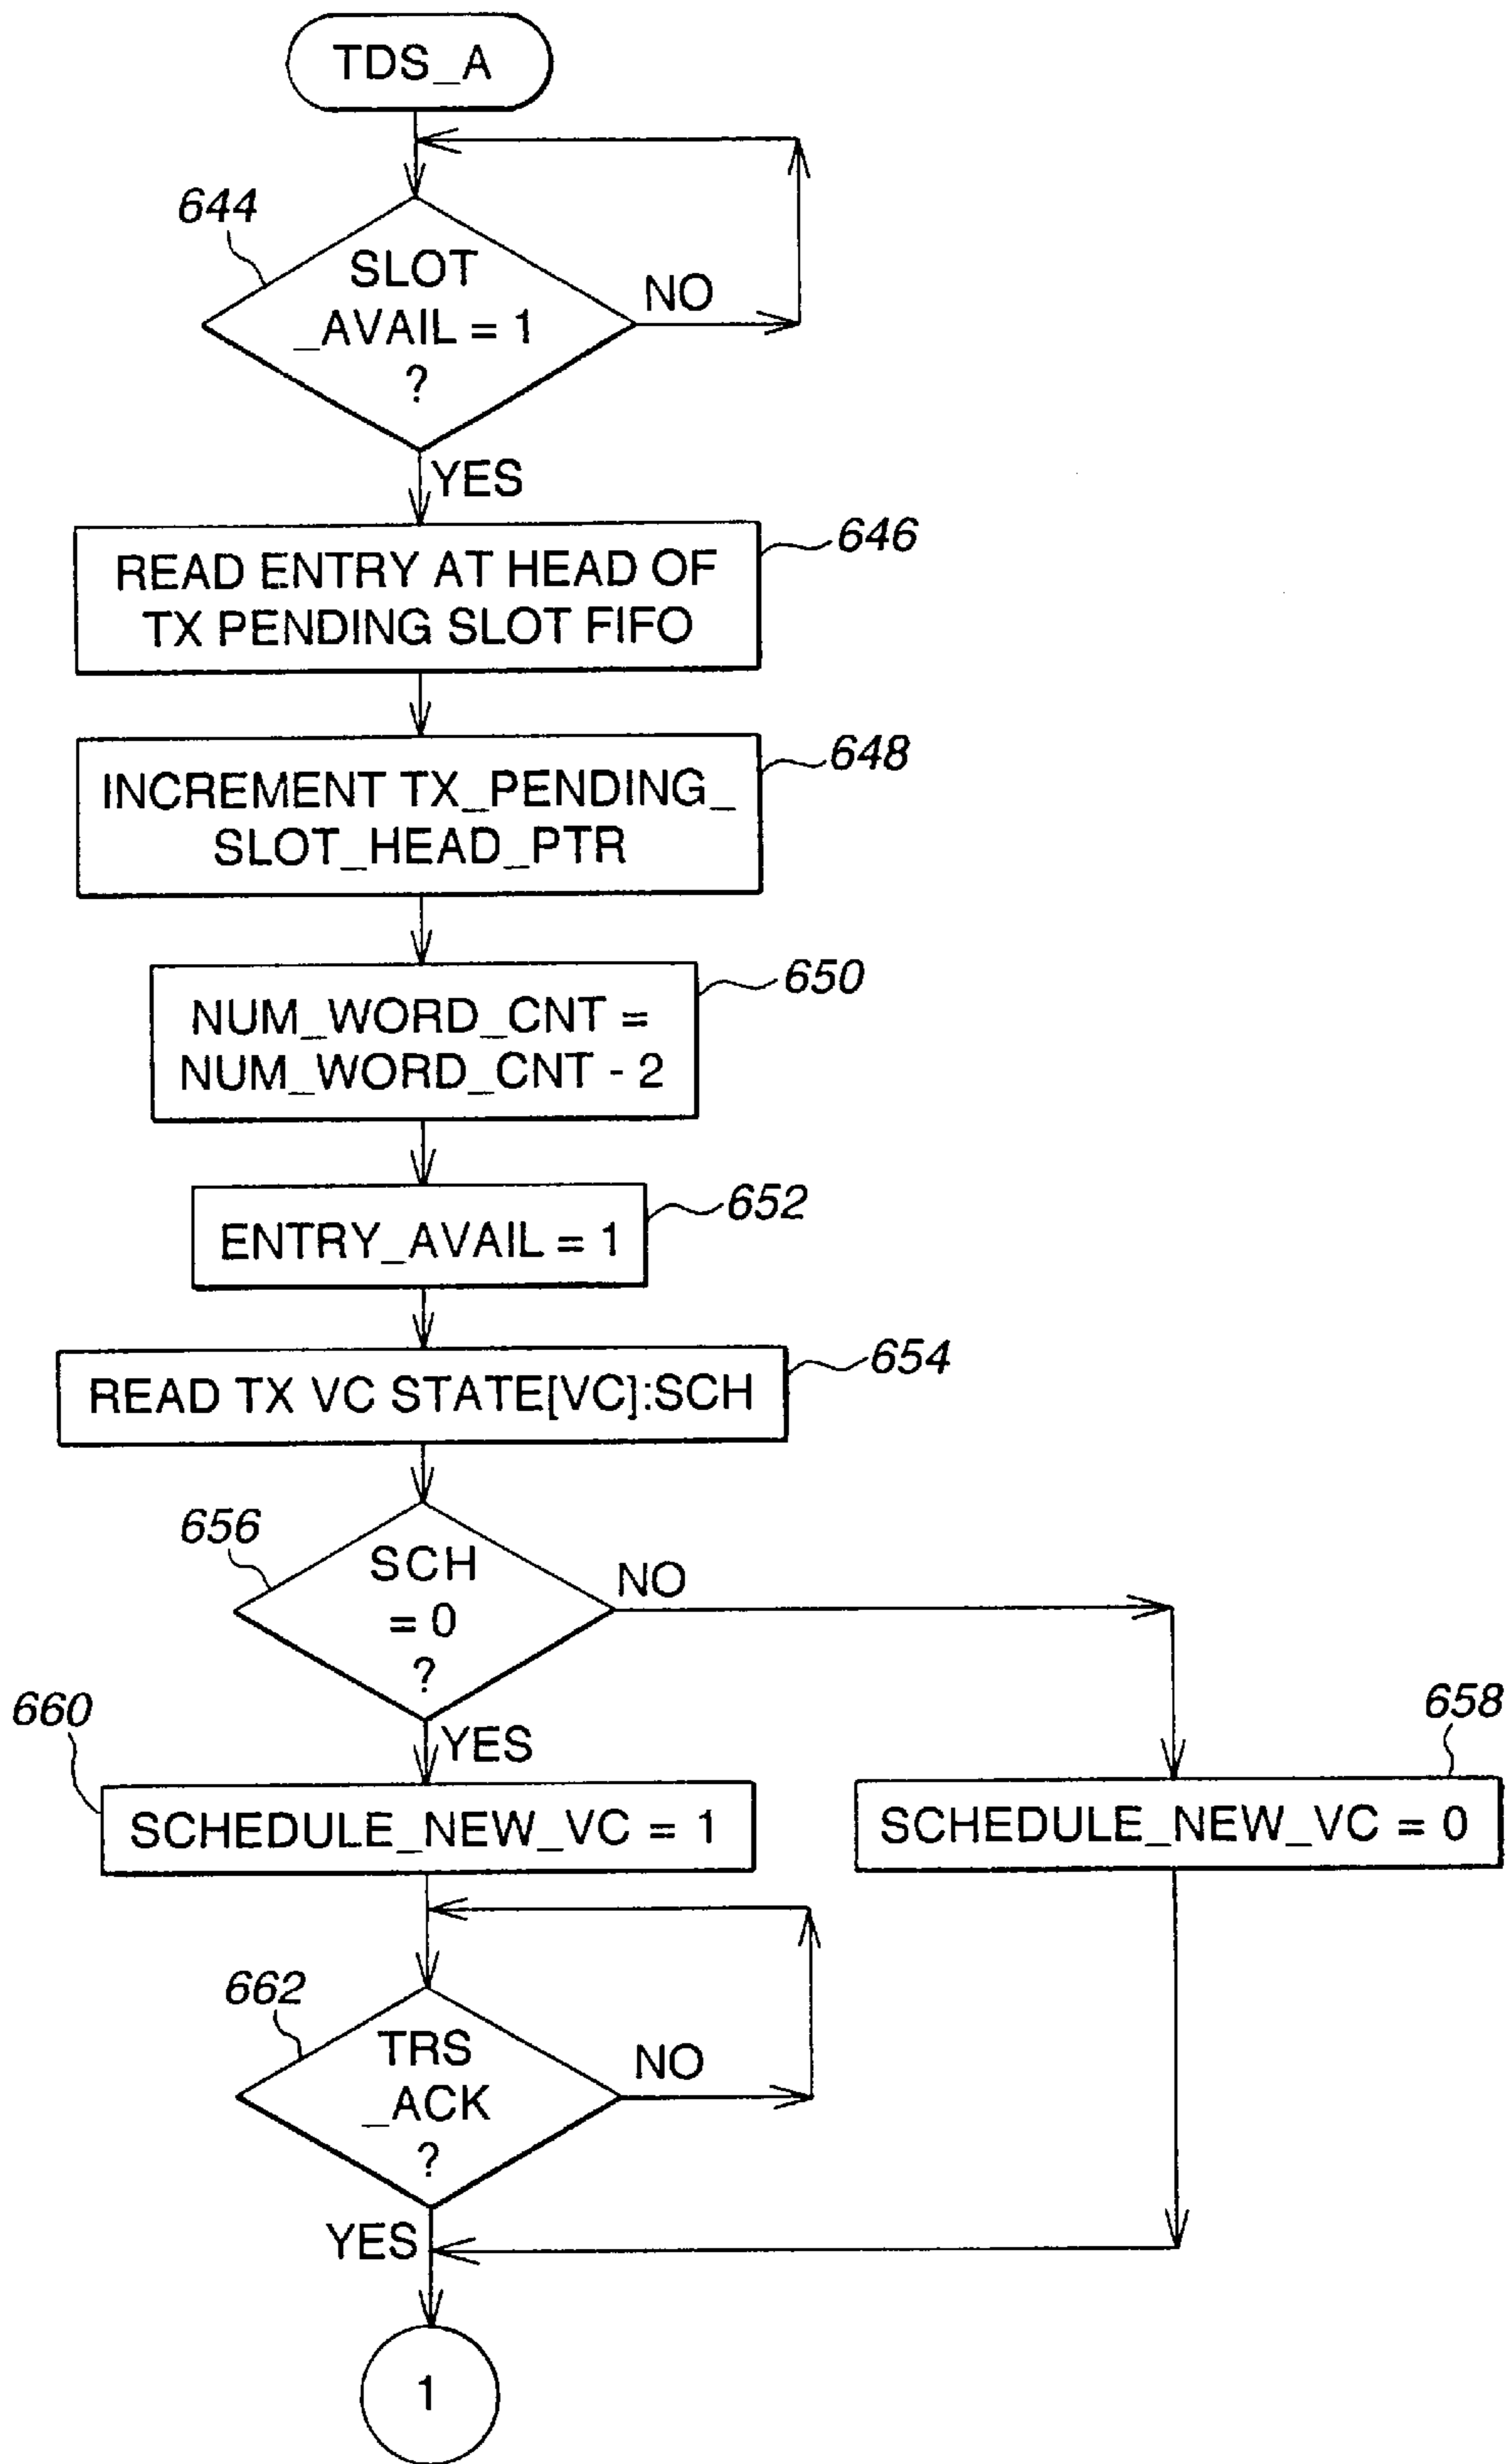 TDS_A
644
SLOT
_AVAIL = 1
?
NO
YES
READ ENTRY AT HEAD OF
TX PENDING SLOT FIFO
646
INCREMENT TX_PENDING_
SLOT_HEAD_PTR
648
NUM_WORD_CNT =
NUM_WORD_CNT - 2
650
ENTRY_AVAIL = 1
652
READ TX VC STATE[VC]:SCH
654
656
SCH
= 0
?
NO
YES
660
SCHEDULE_NEW_VC = 1
658
SCHEDULE_NEW_VC = 0
662
TRS
_ACK
?
NO
YES
1